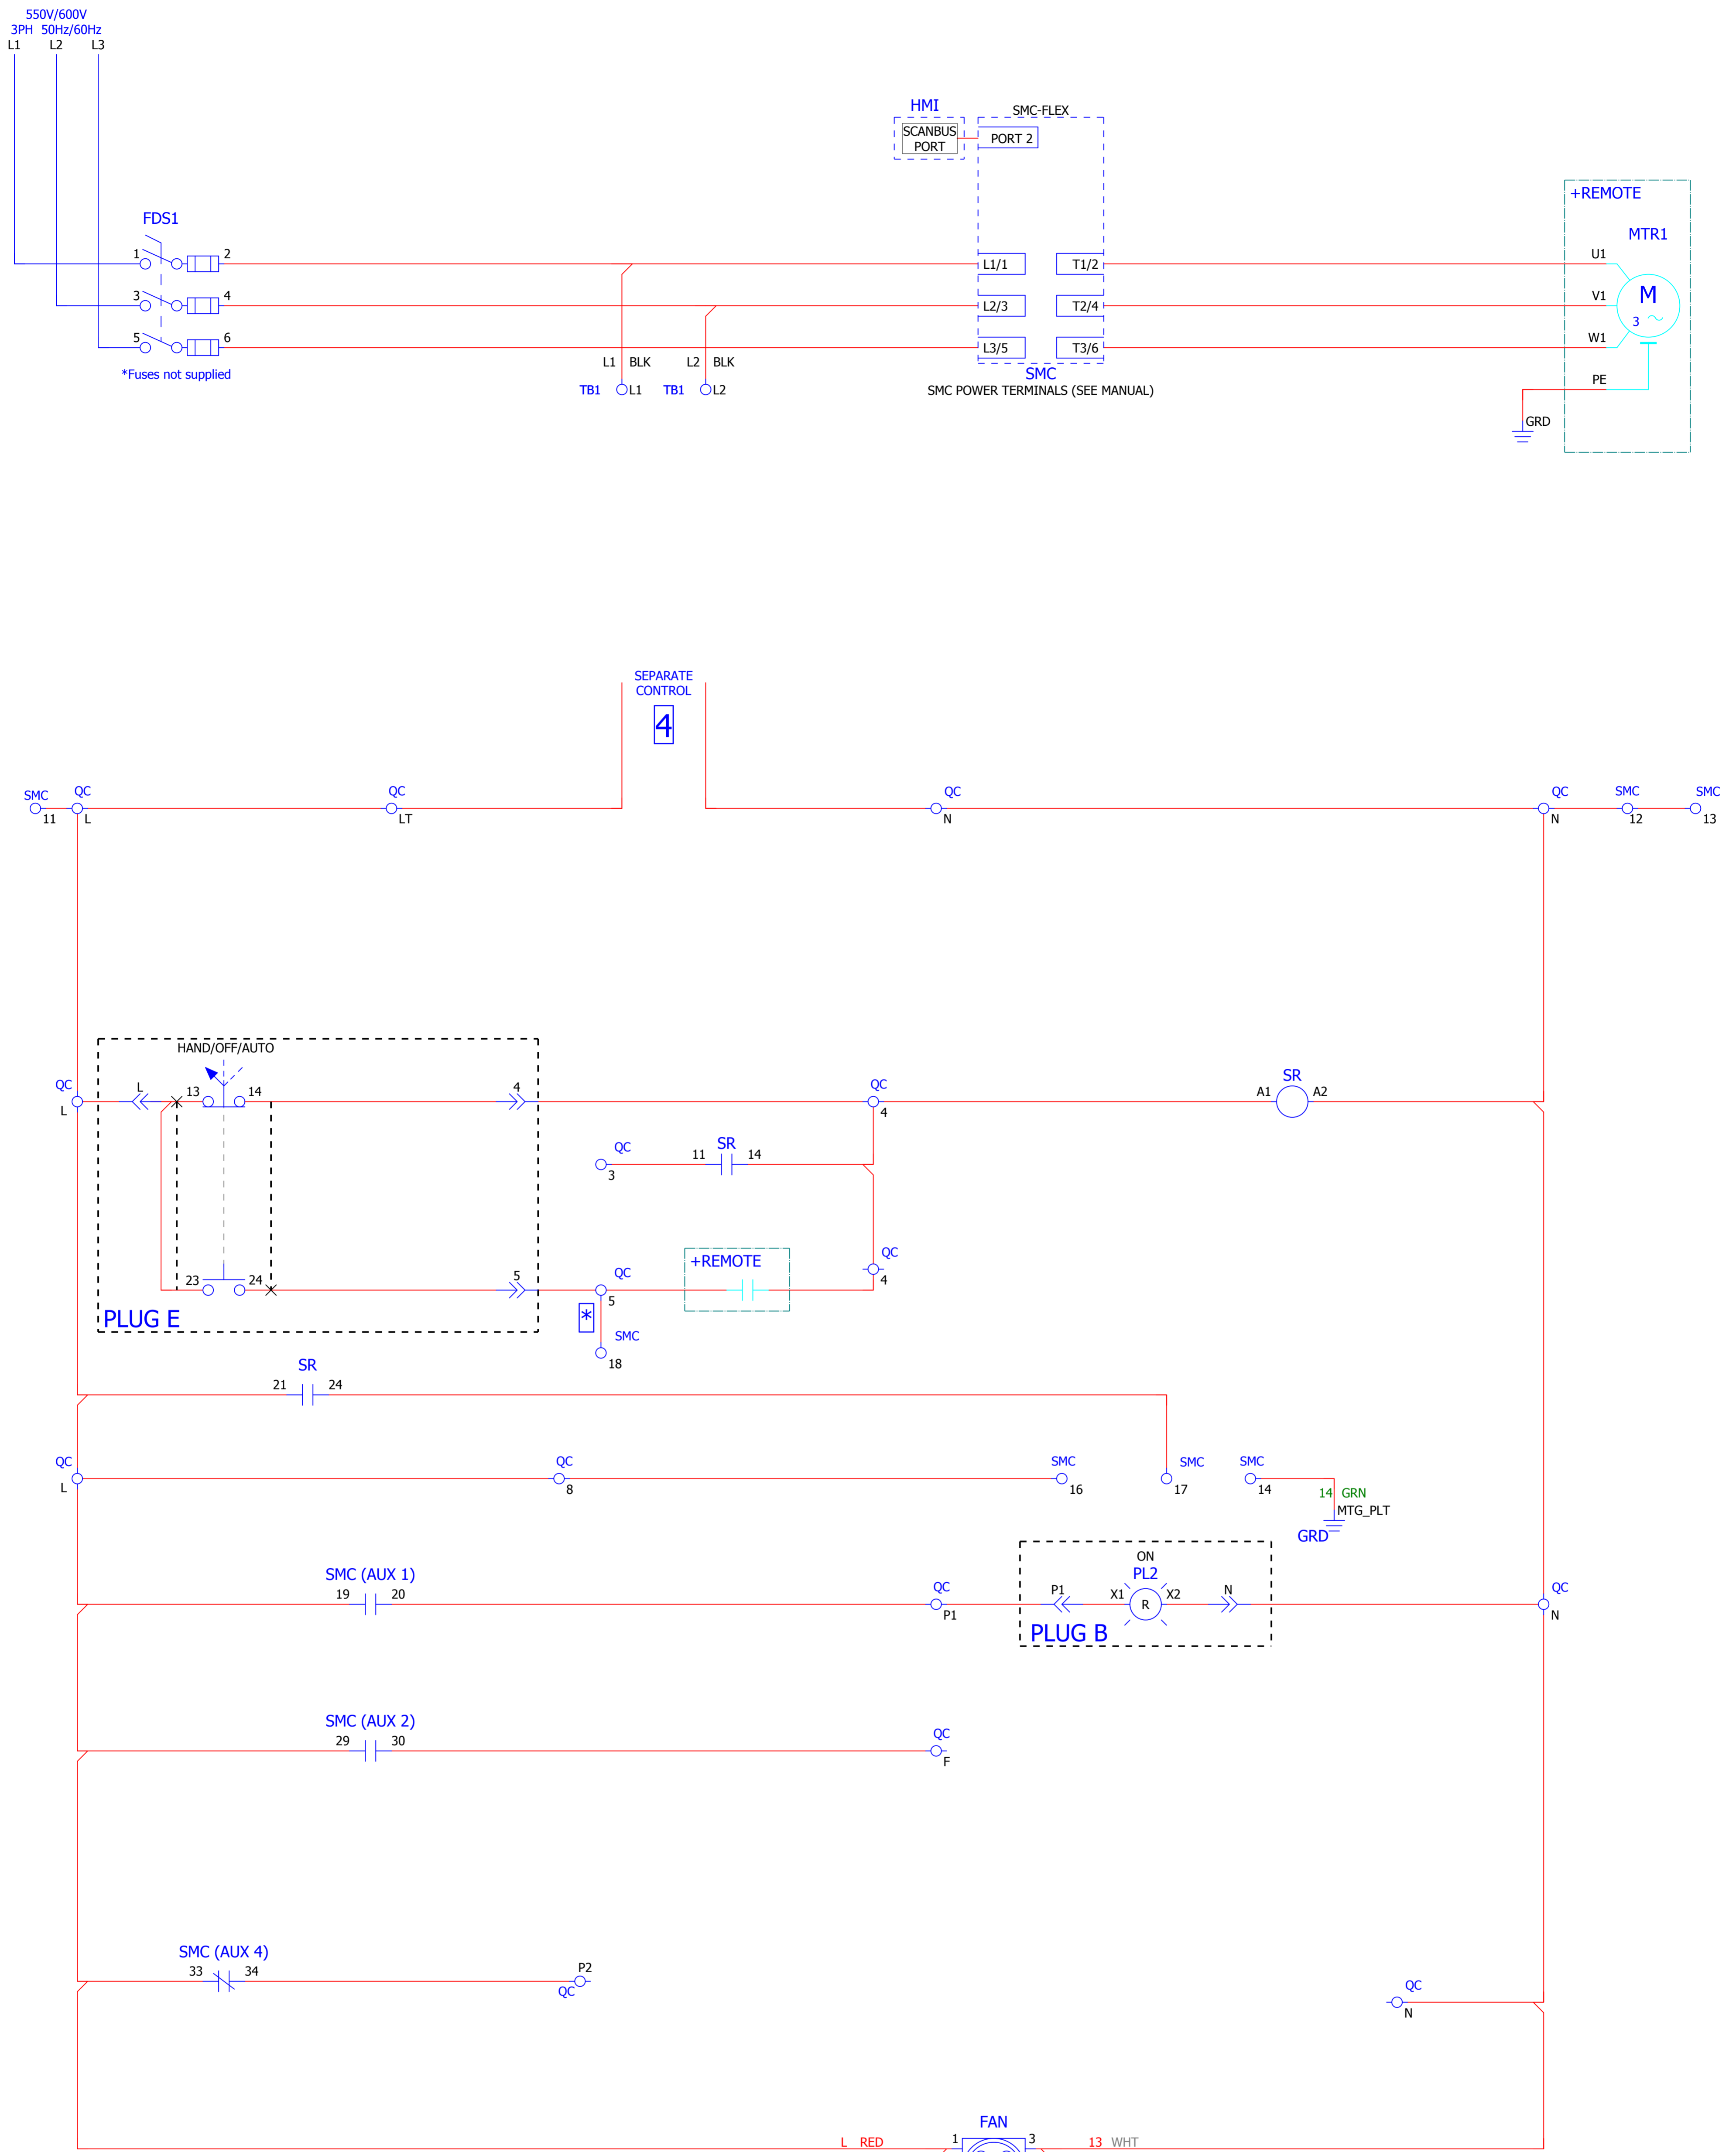 550V/600V
3PH 50Hz/60Hz
L1 L2 L3
HMI
SCANBUS
PORT
SMC-FLEX
PORT 2
+REMOTE
MTR1
FDS1
1 2
3 4
5 6
*Fuses not supplied
L1/1 T1/2
L2/3 T2/4
L3/5 T3/6
U1
V1
W1
PE
M
3
GRD
L1 BLK L2 BLK
TB1 L1 TB1 L2
SMC
SMC POWER TERMINALS (SEE MANUAL)
SEPARATE
CONTROL
4
SMC QC QC QC QC SMC SMC
11 L LT N N 12 13
HAND/OFF/AUTO
QC L 13 14 4 QC SR
L 4 A1 A2
QC SR
3 11 14
+REMOTE QC
4
23 24 5 QC
5
PLUG E
*
SMC
18
SR
21 24
QC QC SMC SMC SMC
L 8 16 17 14
14 GRN
MTG_PLT
GRD
ON
PL2
SMC (AUX 1)
19 20 QC P1 X1 R X2 N QC
P1 N
PLUG B
SMC (AUX 2)
29 30 QC
F
SMC (AUX 4)
33 34 P2
QC
QC
N
FAN
L RED 1 3 13 WHT